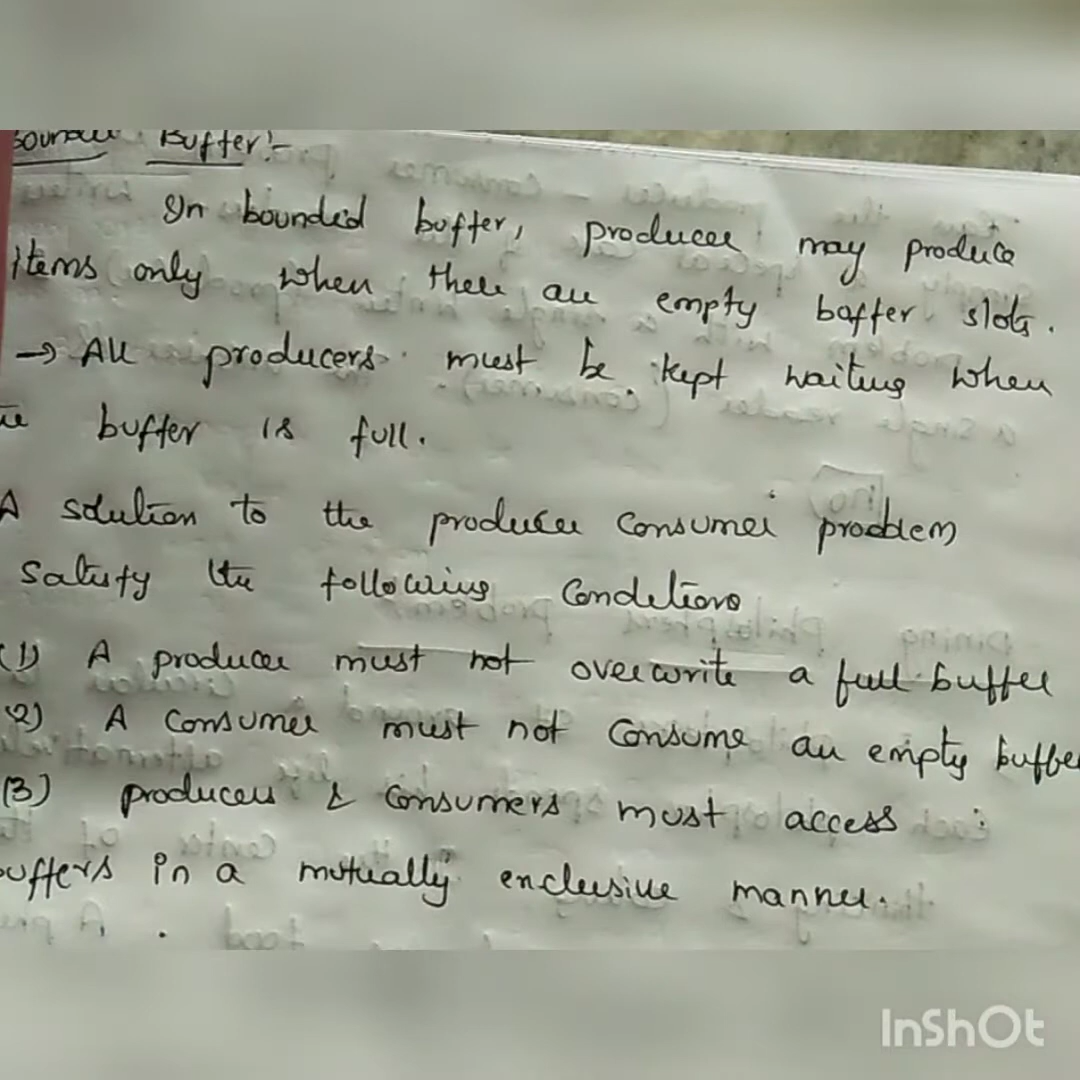 Buffer:-
In bounded buffer, producer may produce
items only when there are empty baffer slots.
→ All producers must be kept waiting when
buffer is full.
A solution to the producer consumer problem
satisfy the following conditions
(1) A producer must not overwrite a full buffer
(2) A consumer must not consume an empty buffer
(3) producers & consumers must access
buffers in a mutually exclusive manner.
InShOt